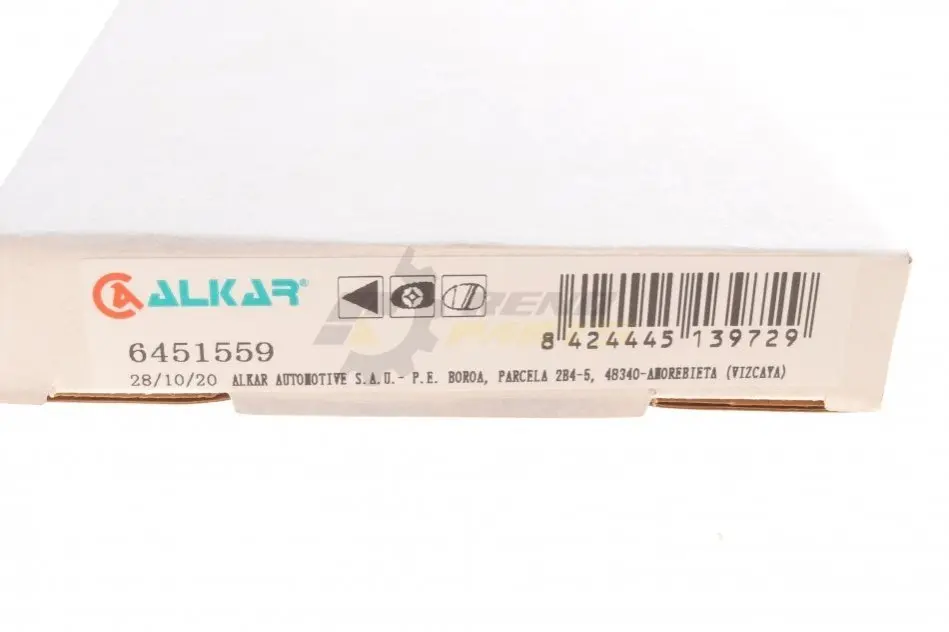 ALKAR®
8 424445 139729
6451559
28/10/20 ALKAR AUTOMOTIVE S.A.U.- P.E. BOROA, PARCELA 2B4-5, 48340-AMOREBIETA (VIZCAYA)